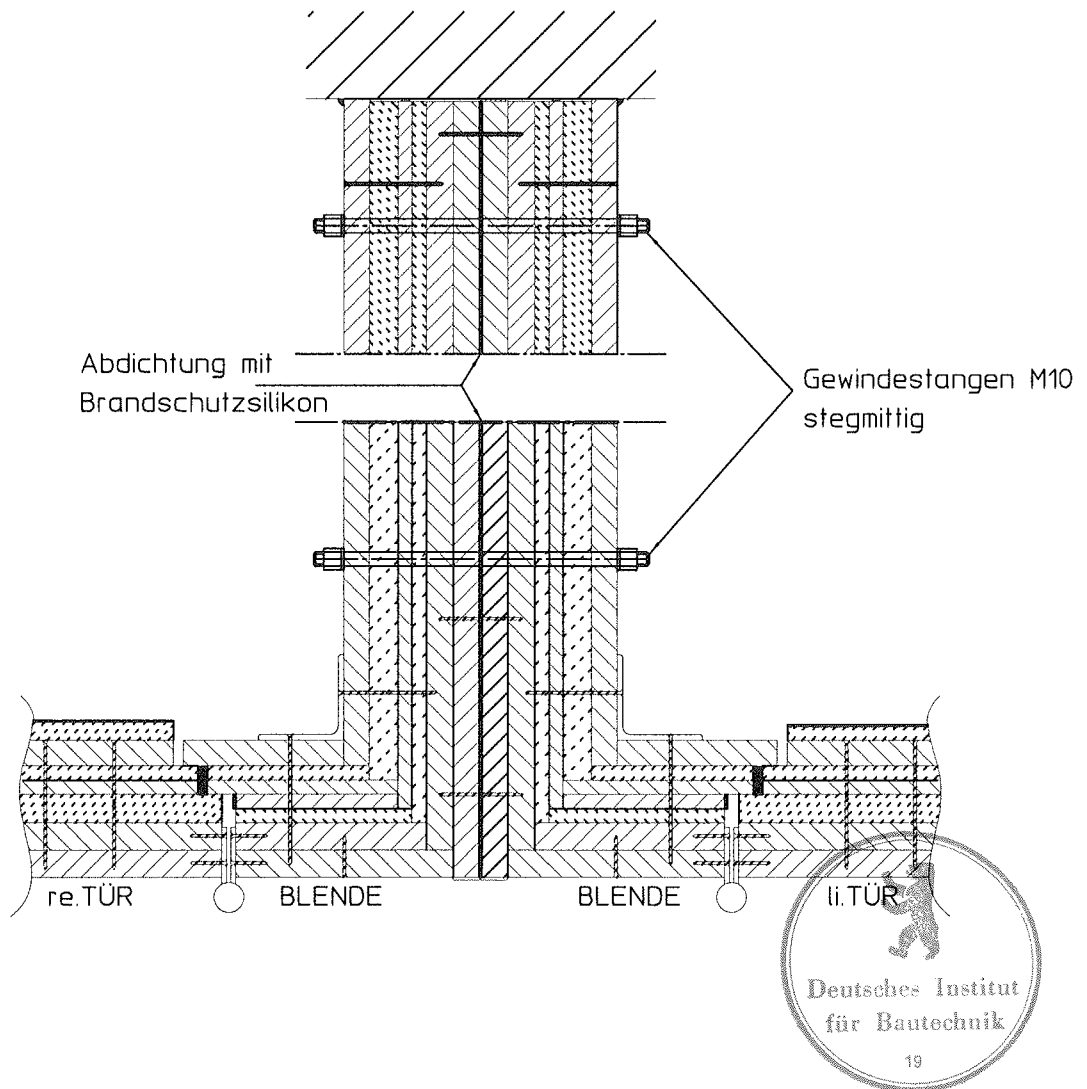 Abdichtung mit
Brandschutzsilikon
Gewindestangen M10
stegmittig
re.TÜR
BLENDE
BLENDE
li.TÜR
Deutsches Institut
für Bautechnik
19